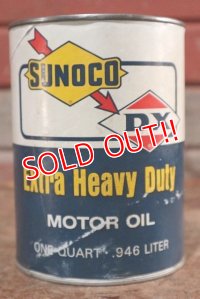 SUNOCO
DX
SOLD OUT!!
Extra Heavy Duty
MOTOR OIL
ONE QUART - .946 LITER